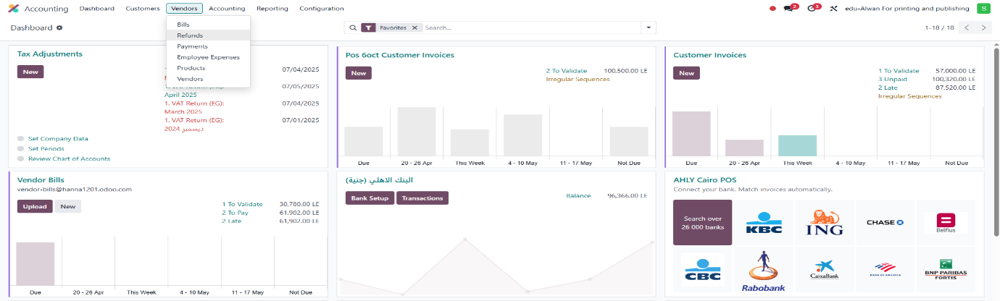 Accounting Dashboard Customers Vendors Accounting Reporting Configuration 2 3 edu-Alwan For printing and publishing S
Dashboard Favorites Search... 1-18 / 18
Bills
Refunds
Payments
Employee Expenses
Products
Vendors
Tax Adjustments
New
07/04/2025
1. VAT Return (EG): 07/05/2025
April 2025
1. VAT Return (EG): 07/04/2025
March 2025
1. VAT Return (EG): 07/01/2025
ديسمبر 2024
Set Company Data
Set Periods
Review Chart of Accounts
Pos 6oct Customer Invoices
New
2 To Validate 100,500.00 LE
Irregular Sequences
Due 20 - 26 Apr This Week 4 - 10 May 11 - 17 May Not Due
Customer Invoices
New
1 To Validate 57,000.00 LE
3 Unpaid 100,320.00 LE
2 Late 87,520.00 LE
Irregular Sequences
Due 20 - 26 Apr This Week 4 - 10 May 11 - 17 May Not Due
Vendor Bills
vendor-bills@hanna1201.odoo.com
Upload New
1 To Validate 30,780.00 LE
2 To Pay 61,902.00 LE
2 Late 61,902.00 LE
Due 20 - 26 Apr This Week 4 - 10 May 11 - 17 May Not Due
البنك الاهلي (جنية)
Bank Setup Transactions
Balance 96,366.00 LE
AHLY Cairo POS
Connect your bank. Match invoices automatically.
Search over
26 000 banks
KBC
ING
CHASE
Belfius
CBC
Rabobank
CaixaBank
BANK OF AMERICA
BNP PARIBAS
FORTIS